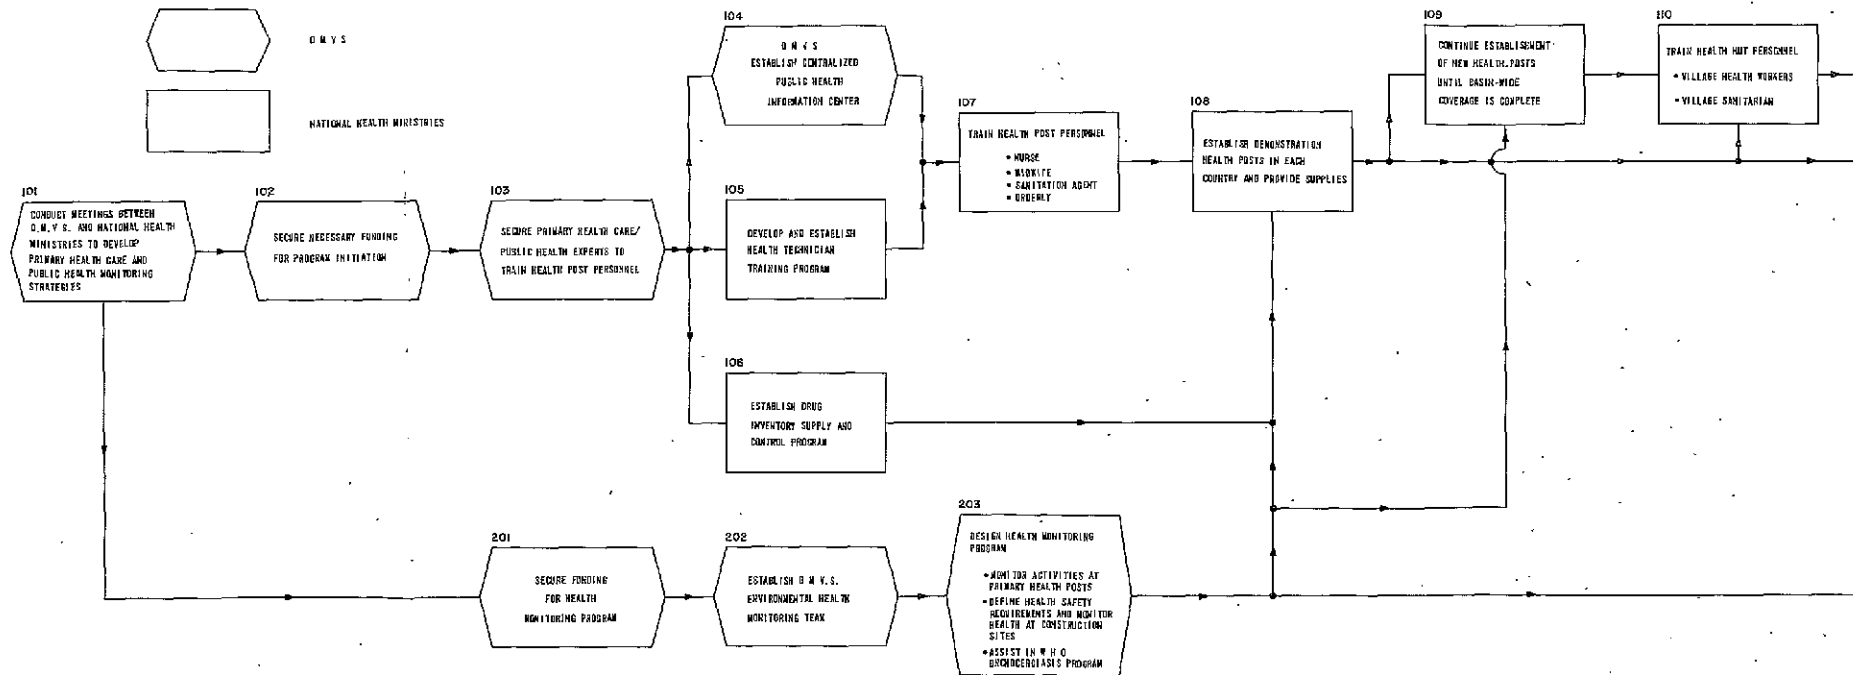 O M V S
NATIONAL HEALTH MINISTRIES
101
CONDUCT MEETINGS BETWEEN
O.M.V.S. AND NATIONAL HEALTH
MINISTRIES TO DEVELOP
PRIMARY HEALTH CARE AND
PUBLIC HEALTH MONITORING
STRATEGIES
102
SECURE NECESSARY FUNDING
FOR PROGRAM INITIATION
103
SECURE PRIMARY HEALTH CARE/
PUBLIC HEALTH EXPERTS TO
TRAIN HEALTH POST PERSONNEL
104
O M V S
ESTABLISH CENTRALIZED
PUBLIC HEALTH
INFORMATION CENTER
105
DEVELOP AND ESTABLISH
HEALTH TECHNICIAN
TRAINING PROGRAM
106
ESTABLISH DRUG
INVENTORY SUPPLY AND
CONTROL PROGRAM
107
TRAIN HEALTH POST PERSONNEL
• NURSE
• MIDWIFE
• SANITATION AGENT
• ORDERLY
108
ESTABLISH DEMONSTRATION
HEALTH POSTS IN EACH
COUNTRY AND PROVIDE SUPPLIES
109
CONTINUE ESTABLISEMENT
OF NEW HEALTH-POSTS
UNTIL BASIN-WIDE
COVERAGE IS COMPLETE
110
TRAIN HEALTH HUT PERSONNEL
• VILLAGE HEALTH WORKERS
• VILLAGE SANITARIAN
201
SECURE FUNDING
FOR HEALTH
MONITORING PROGRAM
202
ESTABLISH O M V.S.
ENVIRONMENTAL HEALTH
MONITORING TEAM
203
DESIGN HEALTH MONITORING
PROGRAM
• MONITOR ACTIVITIES AT
PRIMARY HEALTH POSTS
• DEFINE HEALTH SAFETY
REQUIREMENTS AND MONITOR
HEALTH AT CONSTRUCTION
SITES
• ASSIST IN W H O
ONCHOCERCIASIS PROGRAM